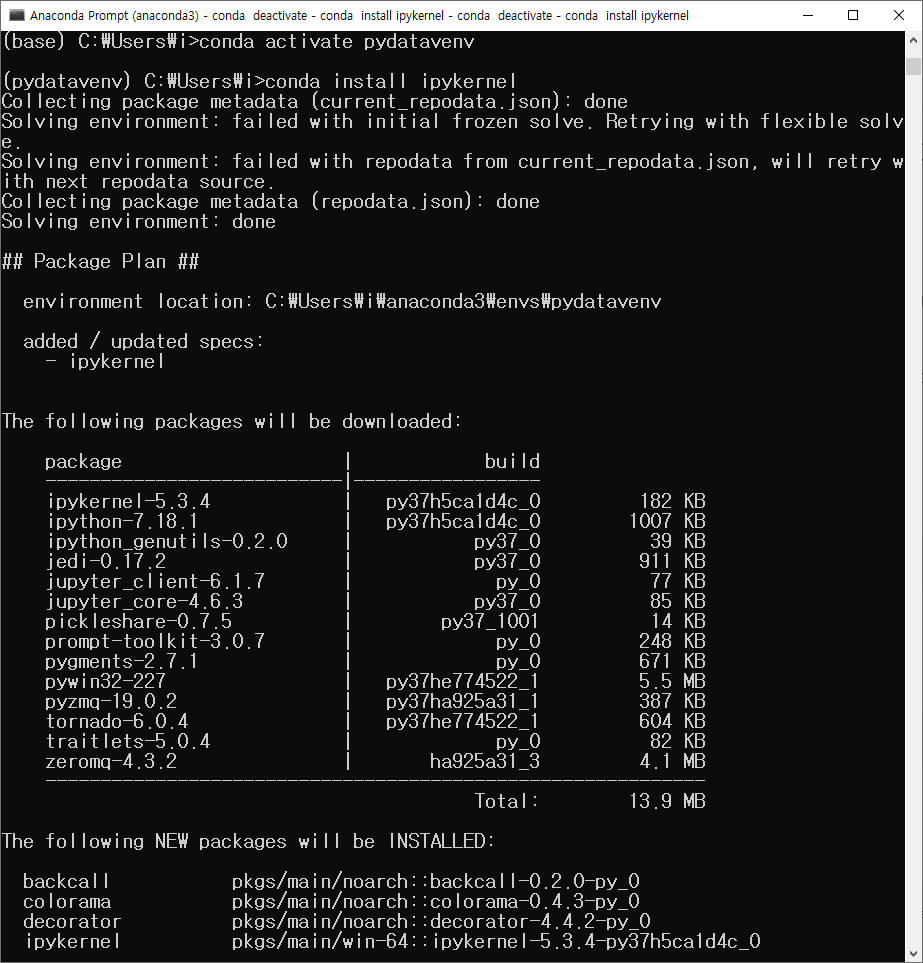 Anaconda Prompt (anaconda3) - conda  deactivate - conda  install ipykernel - conda  deactivate - conda  install ipykernel
(base) C:₩Users₩i>conda activate pydatavenv
(pydatavenv) C:₩Users₩i>conda install ipykernel
Collecting package metadata (current_repodata.json): done
Solving environment: failed with initial frozen solve. Retrying with flexible solv
e.
Solving environment: failed with repodata from current_repodata.json, will retry w
ith next repodata source.
Collecting package metadata (repodata.json): done
Solving environment: done
## Package Plan ##
environment location: C:₩Users₩i₩anaconda3₩envs₩pydatavenv
added / updated specs:
- ipykernel
The following packages will be downloaded:
package | build
---------------------------|-----------------
ipykernel-5.3.4 | py37h5ca1d4c_0 182 KB
ipython-7.18.1 | py37h5ca1d4c_0 1007 KB
ipython_genutils-0.2.0 | py37_0 39 KB
jedi-0.17.2 | py37_0 911 KB
jupyter_client-6.1.7 | py_0 77 KB
jupyter_core-4.6.3 | py37_0 85 KB
pickleshare-0.7.5 | py37_1001 14 KB
prompt-toolkit-3.0.7 | py_0 248 KB
pygments-2.7.1 | py_0 671 KB
pywin32-227 | py37he774522_1 5.5 MB
pyzmq-19.0.2 | py37ha925a31_1 387 KB
tornado-6.0.4 | py37he774522_1 604 KB
traitlets-5.0.4 | py_0 82 KB
zeromq-4.3.2 | ha925a31_3 4.1 MB
------------------------------------------------------------
Total: 13.9 MB
The following NEW packages will be INSTALLED:
backcall pkgs/main/noarch::backcall-0.2.0-py_0
colorama pkgs/main/noarch::colorama-0.4.3-py_0
decorator pkgs/main/noarch::decorator-4.4.2-py_0
ipykernel pkgs/main/win-64::ipykernel-5.3.4-py37h5ca1d4c_0